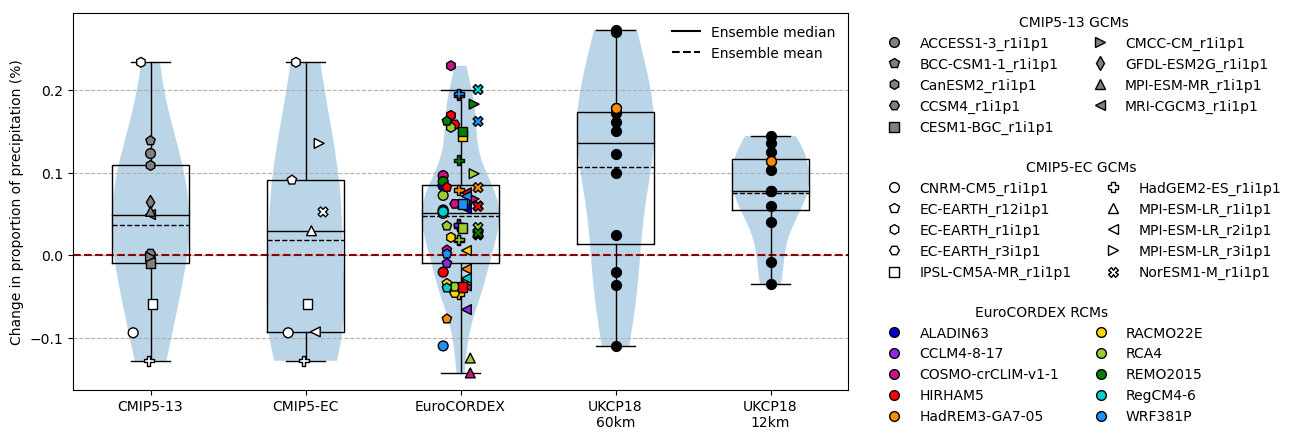 Change in proportion of precipitation (%)
0.2
0.1
0.0
−0.1
Ensemble median
Ensemble mean
CMIP5-13
CMIP5-EC
EuroCORDEX
UKCP18
60km
UKCP18
12km
CMIP5-13 GCMs
ACCESS1-3_r1i1p1
BCC-CSM1-1_r1i1p1
CanESM2_r1i1p1
CCSM4_r1i1p1
CESM1-BGC_r1i1p1
CMCC-CM_r1i1p1
GFDL-ESM2G_r1i1p1
MPI-ESM-MR_r1i1p1
MRI-CGCM3_r1i1p1
CMIP5-EC GCMs
CNRM-CM5_r1i1p1
EC-EARTH_r12i1p1
EC-EARTH_r1i1p1
EC-EARTH_r3i1p1
IPSL-CM5A-MR_r1i1p1
HadGEM2-ES_r1i1p1
MPI-ESM-LR_r1i1p1
MPI-ESM-LR_r2i1p1
MPI-ESM-LR_r3i1p1
NorESM1-M_r1i1p1
EuroCORDEX RCMs
ALADIN63
CCLM4-8-17
COSMO-crCLIM-v1-1
HIRHAM5
HadREM3-GA7-05
RACMO22E
RCA4
REMO2015
RegCM4-6
WRF381P